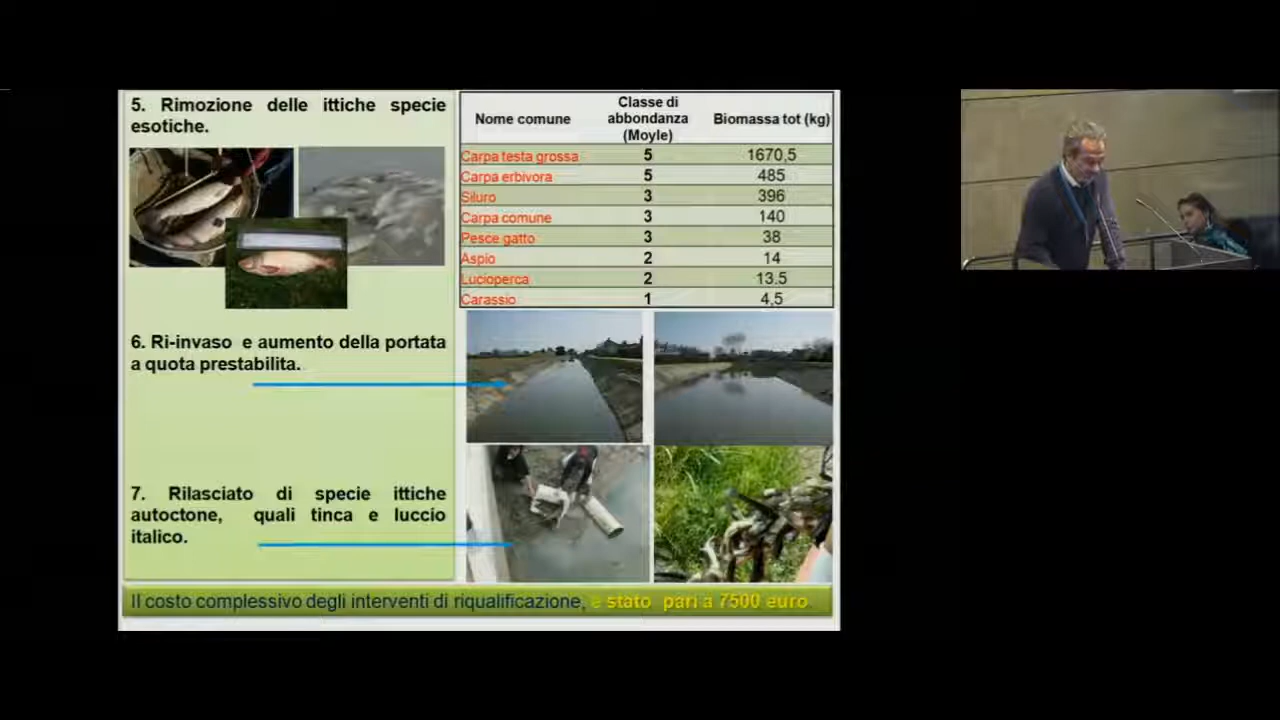 5. Rimozione delle ittiche specie
esotiche.
Nome comune Classe di abbondanza (Moyle) Biomassa tot (kg)
Carpa testa grossa 5 1670,5
Carpa erbivora 5 485
Siluro 3 396
Carpa comune 3 140
Pesce gatto 3 38
Aspio 2 14
Lucioperca 2 13.5
Carassio 1 4,5
6. Ri-invaso e aumento della portata
a quota prestabilita.
7. Rilasciato di specie ittiche
autoctone, quali tinca e luccio
italico.
Il costo complessivo degli interventi di riqualificazione, e stato pari a 7500 euro.